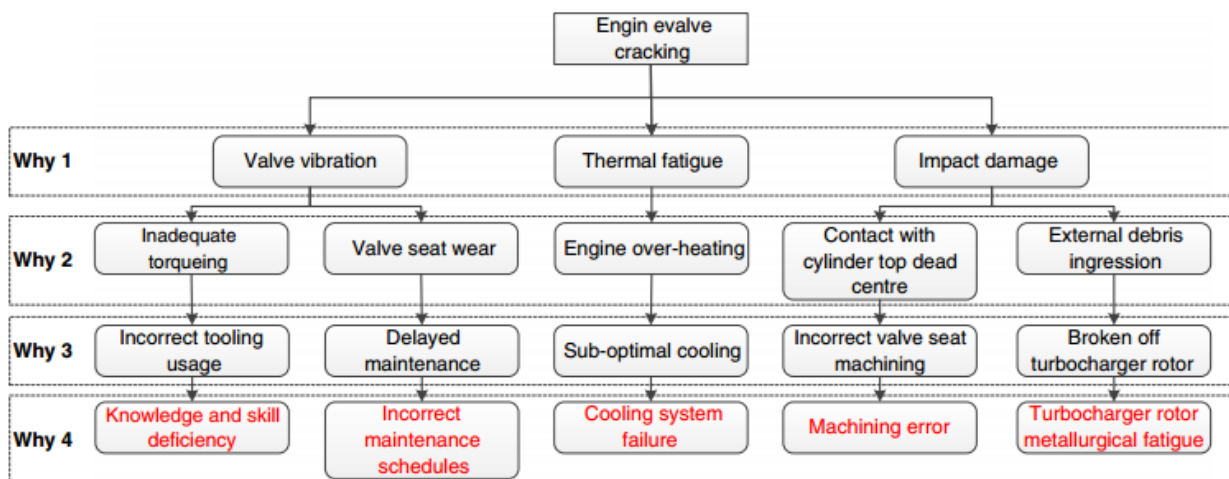 Engin evalve
cracking
Why 1
Valve vibration
Thermal fatigue
Impact damage
Why 2
Inadequate
torqueing
Valve seat wear
Engine over-heating
Contact with
cylinder top dead
centre
External debris
ingression
Why 3
Incorrect tooling
usage
Delayed
maintenance
Sub-optimal cooling
Incorrect valve seat
machining
Broken off
turbocharger rotor
Why 4
Knowledge and skill
deficiency
Incorrect
maintenance
schedules
Cooling system
failure
Machining error
Turbocharger rotor
metallurgical fatigue